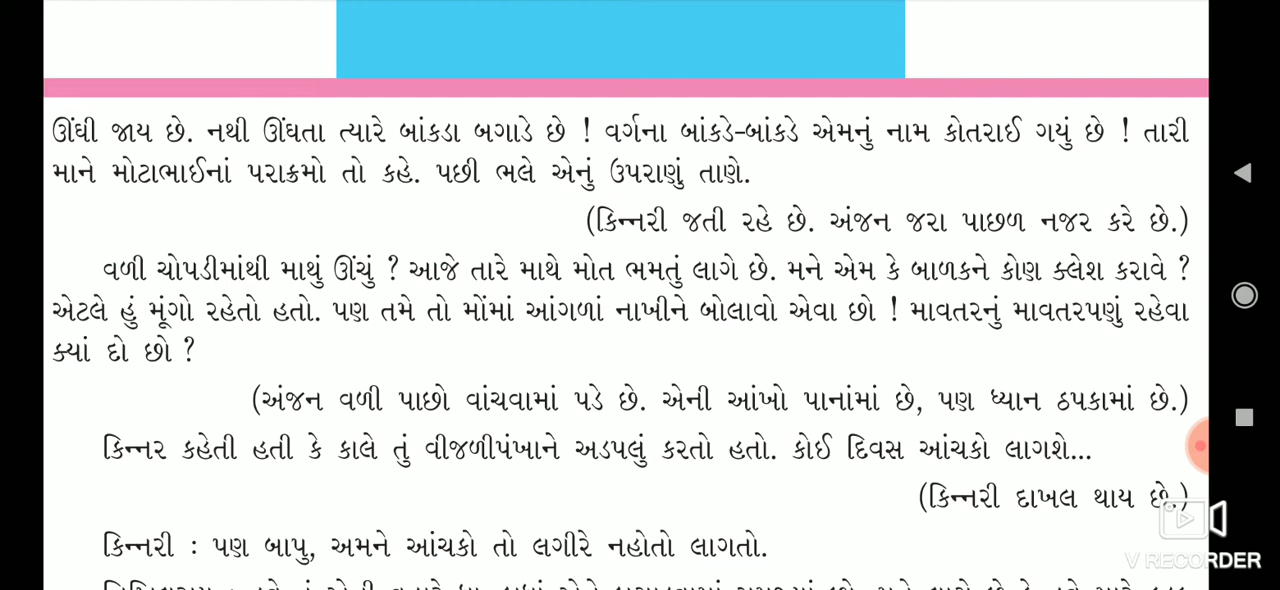 ઊંઘી જાય છે. નથી ઊંઘતા ત્યારે બાંકડા બગાડે છે ! વર્ગના બાંકડે-બાંકડે એમનું નામ કોતરાઈ ગયું છે ! તારી
માને મોટાભાઈનાં પરાક્રમો તો કહે. પછી ભલે એનું ઉપરાણું તાણે.
(કિન્નરી જતી રહે છે. અંજન જરા પાછળ નજર કરે છે.)
વળી ચોપડીમાંથી માથું ઊંચું ? આજે તારે માથે મોત ભમતું લાગે છે. મને એમ કે બાળકને કોણ ક્લેશ કરાવે ?
એટલે હું મૂંગો રહેતો હતો. પણ તમે તો મોંમાં આંગળાં નાખીને બોલાવો એવા છો ! માવતરનું માવતરપણું રહેવા
ક્યાં દો છો ?
(અંજન વળી પાછો વાંચવામાં પડે છે. એની આંખો પાનાંમાં છે, પણ ધ્યાન ઠપકામાં છે.)
કિન્નર કહેતી હતી કે કાલે તું વીજળીપંખાને અડપલું કરતો હતો. કોઈ દિવસ આંચકો લાગશે...
(કિન્નરી દાખલ થાય છે.)
કિન્નરી : પણ બાપુ, અમને આંચકો તો લગીરે નહોતો લાગતો.
V RECORDER